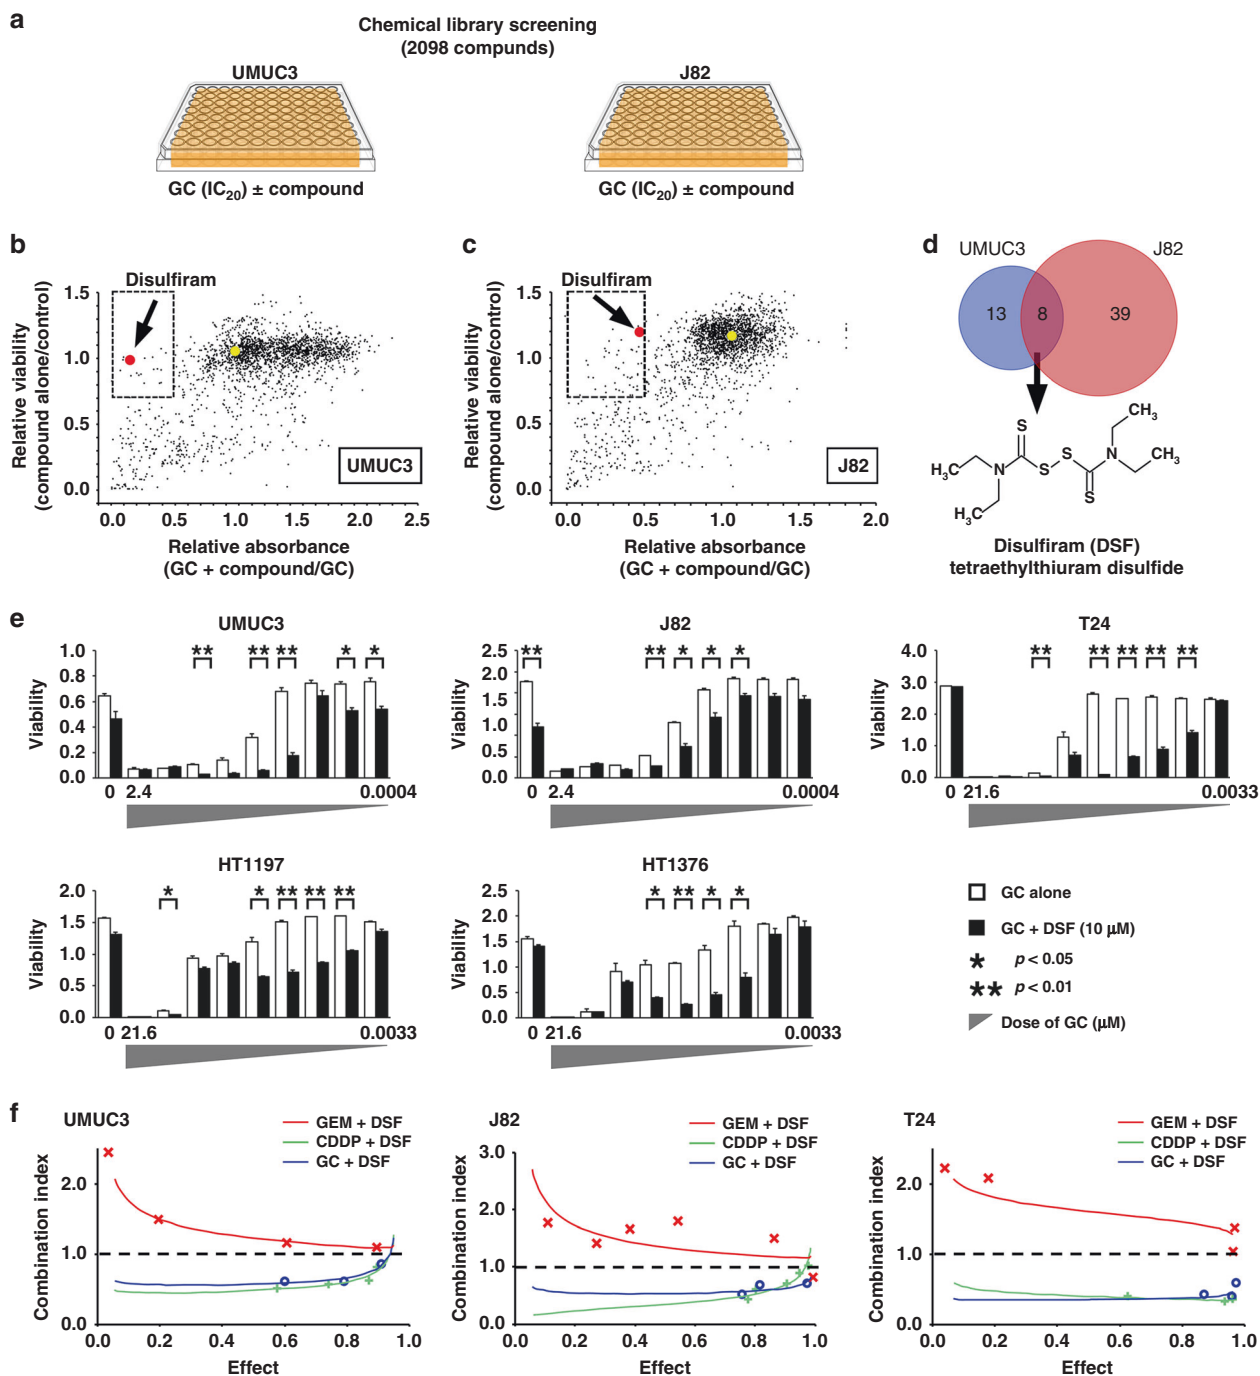 a
Chemical library screening
(2098 compunds)
UMUC3
J82
GC (IC20) ± compound
GC (IC20) ± compound
b
Disulfiram
Relative viability
(compound alone/control)
1.5
1.0
0.5
0.0
UMUC3
0.0 0.5 1.0 1.5 2.0 2.5
Relative absorbance
(GC + compound/GC)
c
Disulfiram
Relative viability
(compound alone/control)
1.5
1.0
0.5
0.0
J82
0.0 0.5 1.0 1.5 2.0
Relative absorbance
(GC + compound/GC)
d
UMUC3
J82
13 8 39
CH3
S
CH3
H3C N S S N
S
H3C
Disulfiram (DSF)
tetraethylthiuram disulfide
e
UMUC3
Viability
1.0
0.8
0.6
0.4
0.2
0.0
** ** ** * *
0 2.4 0.0004
J82
Viability
2.5
2.0
1.5
1.0
0.5
0.0
** ** * * *
0 2.4 0.0004
T24
Viability
4.0
3.0
2.0
1.0
0.0
** ** ** ** **
0 21.6 0.0033
HT1197
Viability
2.0
1.5
1.0
0.5
0.0
* * ** ** **
0 21.6 0.0033
HT1376
Viability
2.5
2.0
1.5
1.0
0.5
0.0
* ** * *
0 21.6 0.0033
GC alone
GC + DSF (10 µM)
* p < 0.05
** p < 0.01
Dose of GC (µM)
f
UMUC3
GEM + DSF
CDDP + DSF
GC + DSF
Combination index
2.0
1.0
0.0
0 0.2 0.4 0.6 0.8 1.0
Effect
J82
GEM + DSF
CDDP + DSF
GC + DSF
Combination index
3.0
2.0
1.0
0.0
0 0.2 0.4 0.6 0.8 1.0
Effect
T24
GEM + DSF
CDDP + DSF
GC + DSF
Combination index
2.0
1.0
0.0
0.0 0.2 0.4 0.6 0.8 1.0
Effect